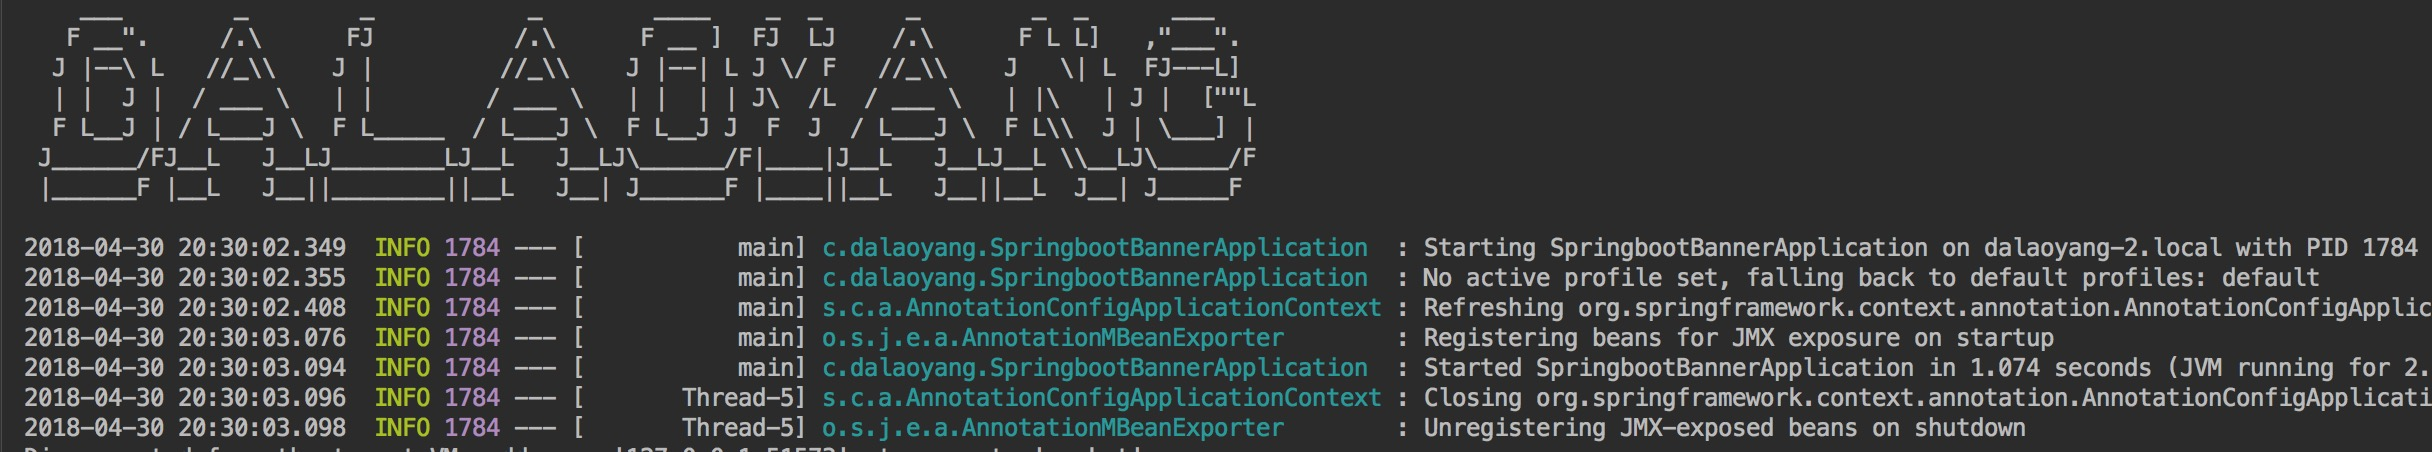 DALAOYANG
2018-04-30 20:30:02.349  INFO 1784 --- [           main] c.dalaoyang.SpringbootBannerApplication  : Starting SpringbootBannerApplication on dalaoyang-2.local with PID 1784
2018-04-30 20:30:02.355  INFO 1784 --- [           main] c.dalaoyang.SpringbootBannerApplication  : No active profile set, falling back to default profiles: default
2018-04-30 20:30:02.408  INFO 1784 --- [           main] s.c.a.AnnotationConfigApplicationContext : Refreshing org.springframework.context.annotation.AnnotationConfigApplic
2018-04-30 20:30:03.076  INFO 1784 --- [           main] o.s.j.e.a.AnnotationMBeanExporter        : Registering beans for JMX exposure on startup
2018-04-30 20:30:03.094  INFO 1784 --- [           main] c.dalaoyang.SpringbootBannerApplication  : Started SpringbootBannerApplication in 1.074 seconds (JVM running for 2.
2018-04-30 20:30:03.096  INFO 1784 --- [       Thread-5] s.c.a.AnnotationConfigApplicationContext : Closing org.springframework.context.annotation.AnnotationConfigApplicati
2018-04-30 20:30:03.098  INFO 1784 --- [       Thread-5] o.s.j.e.a.AnnotationMBeanExporter        : Unregistering JMX-exposed beans on shutdown